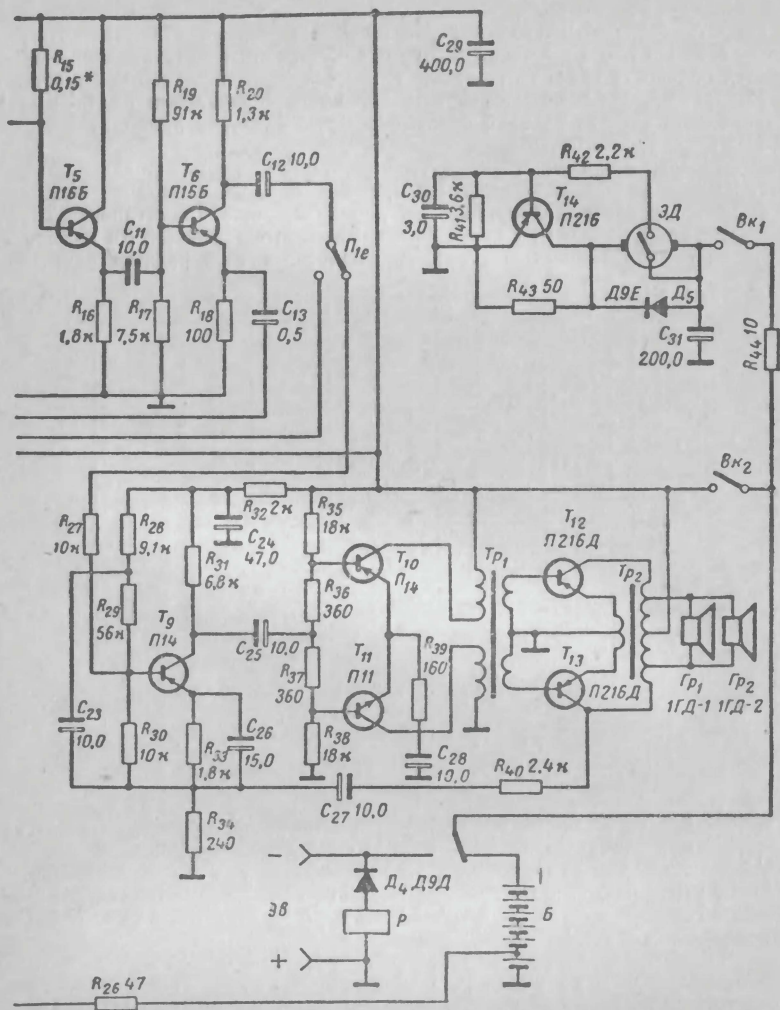 R15
0,15*
R19
91к
R20
1,3к
C29
400,0
T5
П16Б
T6
П15Б
C12 10,0
C11
10,0
П1е
R16
1,8к
R17
7,5к
R18
100
C13
0,5
R42 2,2к
C30
3,0
R41 3,6к
T14
П216
ЭД
Вк1
R43 50
Д9Е
Д5
C31
200,0
R44 10
Вк2
R27
10к
R28
9,1к
R32 2к
C24
47,0
R35
18к
R31
6,8к
T10
П14
Тр1
T12
П216Д
Тр2
R29
56к
T9
П14
R36
360
C25
10,0
R37
360
T11
П11
R39
160
T13
П216Д
Гр1
1ГД-1
Гр2
1ГД-2
C23
10,0
R30
10к
R33
1,8к
C26
15,0
R38
18к
C28
10,0
R40 2,4к
C27 10,0
R34
240
-
Д4 Д9Д
9В
Р
Б
+
R26 47